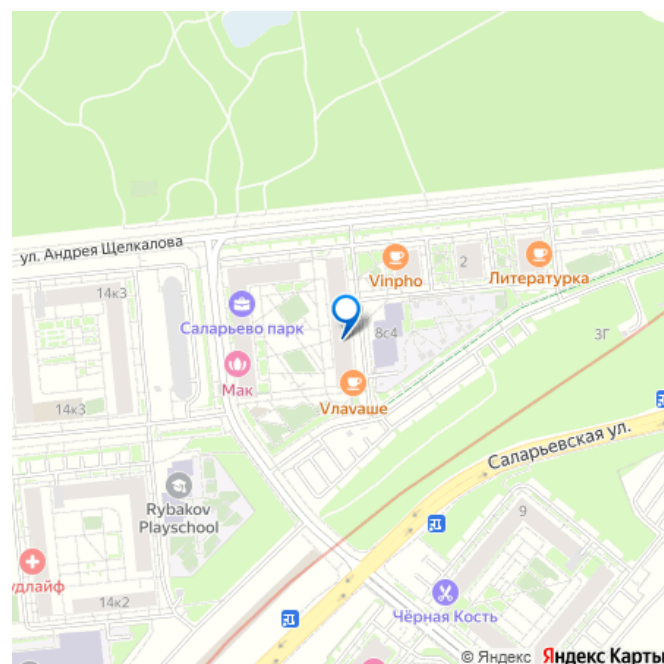 ул. Андрея Щелкалова
Vinpho
2
Литературка
14к3
Саларьево парк
8с4
3Г
Мак
Vлаvаше
14к3
Саларьевская ул.
Rybakov
Playschool
9
удлайф
14к2
Чёрная Кость
© Яндекс Яндекс Карты